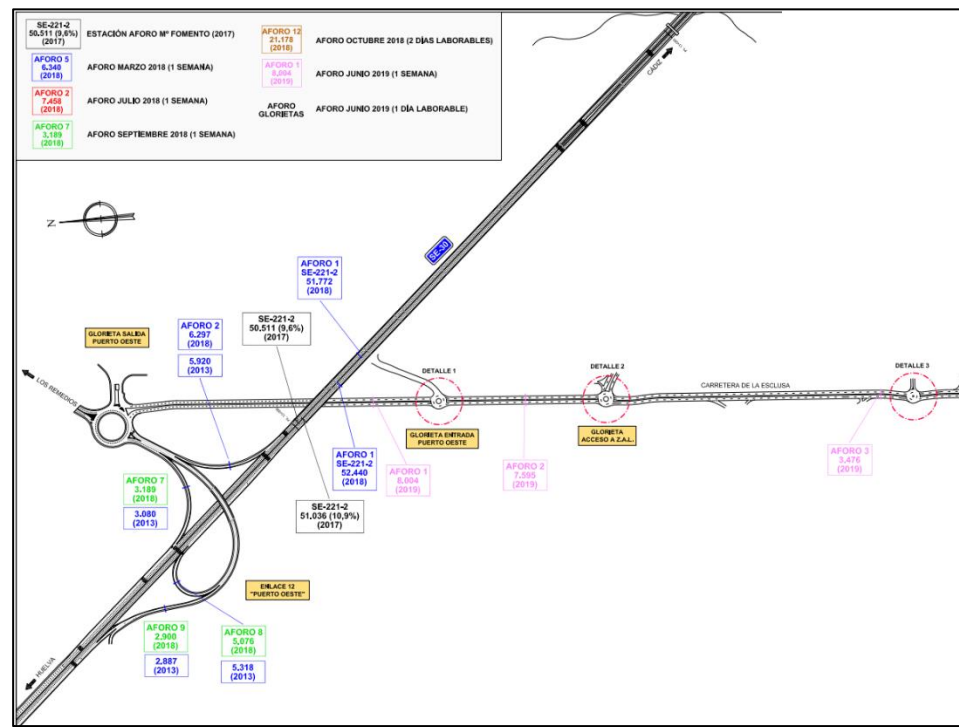 SE-221-2
50.511 (9,6%)
(2017)
ESTACIÓN AFORO Mº FOMENTO (2017)
AFORO 5
6.340
(2018)
AFORO MARZO 2018 (1 SEMANA)
AFORO 2
7.458
(2018)
AFORO JULIO 2018 (1 SEMANA)
AFORO 7
3,189
(2018)
AFORO SEPTIEMBRE 2018 (1 SEMANA)
AFORO 12
21.178
(2018)
AFORO OCTUBRE 2018 (2 DÍAS LABORABLES)
AFORO 1
8,004
(2019)
AFORO JUNIO 2019 (1 SEMANA)
AFORO
GLORIETAS
AFORO JUNIO 2019 (1 DÍA LABORABLE)
CÁDIZ
N
SE-30
AFORO 1
SE-221-2
51.772
(2018)
SE-221-2
50.511 (9,6%)
(2017)
AFORO 2
6.297
(2018)
5,920
(2013)
GLORIETA SALIDA
PUERTO OESTE
LOS REMEDIOS
DETALLE 1
DETALLE 2
DETALLE 3
CARRETERA DE LA ESCLUSA
GLORIETA ENTRADA
PUERTO OESTE
GLORIETA
ACCESO A Z.A.L.
AFORO 1
SE-221-2
52.440
(2018)
AFORO 1
8,004
(2019)
AFORO 2
7.595
(2019)
AFORO 3
3,476
(2019)
AFORO 7
3.189
(2018)
3.080
(2013)
SE-221-2
51,036 (10,9%)
(2017)
ENLACE 12
"PUERTO OESTE"
AFORO 9
2,900
(2018)
2,887
(2013)
AFORO 8
5,076
(2018)
5,318
(2013)
HUELVA